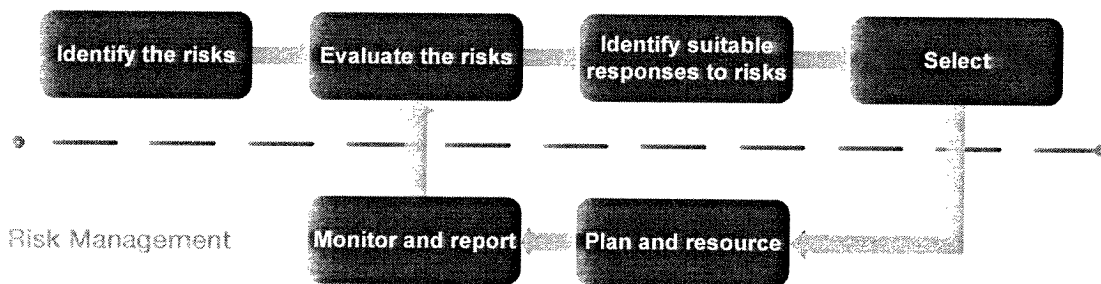 Identify the risks
Evaluate the risks
Identify suitable
responses to risks
Select
Risk Management
Monitor and report
Plan and resource